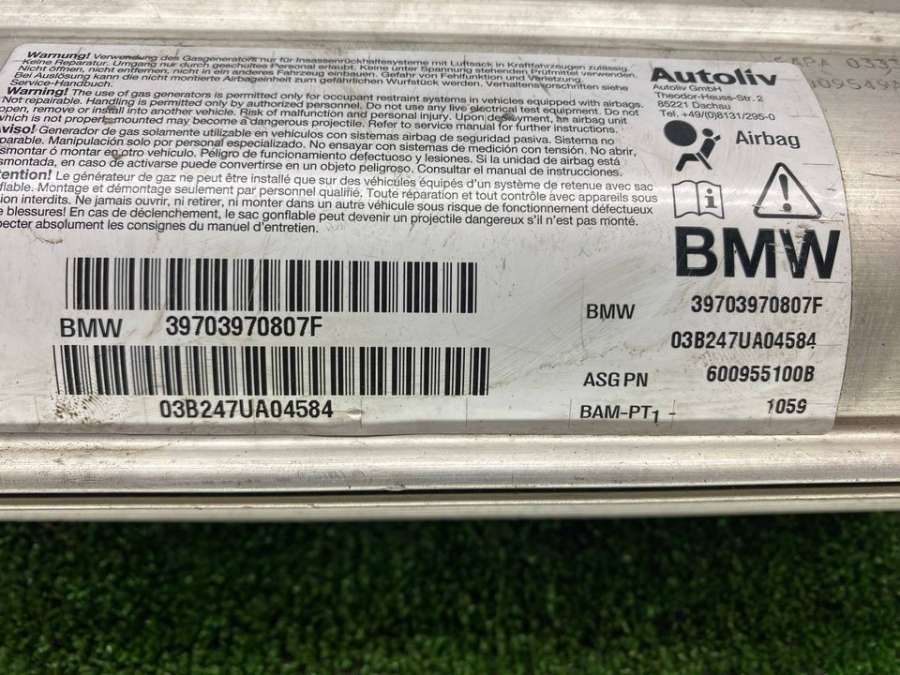 Warnung! Verwendung des Gasgenerators nur für Insassenrückhaltesysteme mit Luftsack in Kraftfahrzeugen zulässig.
Keine Reparatur. Umgang nur durch geschultes Personal erlaubt. Keine unter Spannung stehenden Prüfmittel verwenden.
Nicht öffnen, nicht entfernen, nicht in ein anderes Fahrzeug einbauen. Gefahr von Fehlfunktion und Verletzung.
Bei Auslösung kann die nicht montierte Airbageinheit zum gefährlichen Wurfstück werden. Verhaltensvorschriften siehe
Service-Handbuch.
Warning! The use of gas generators is permitted only for occupant restraint systems in vehicles equipped with airbags.
Not repairable. Handling is permitted only by authorized personnel. Do not use any live electrical test equipment. Do not
open, remove or install into another vehicle. Risk of malfunction and personal injury. Upon deployment, an airbag unit
which is not properly mounted may become a dangerous projectile. Refer to service manual for further instructions.
viso! Generador de gas solamente utilizable en vehículos con sistemas airbag de seguridad pasiva. Sistema no
parable. Manipulación solo por personal especializado. No ensayar con sistemas de medición con tensión. No abrir,
smontar ó montar en otro vehículo. Peligro de funcionamiento defectuoso y lesiones. Si la unidad de airbag está
smontada, en caso de activarse puede convertirse en un objeto peligroso. Consultar el manual de instrucciones.
tention! Le générateur de gaz ne peut être installé que sur des véhicules équipés d'un système de retenue avec sac
flable. Montage et démontage seulement par personnel qualifié. Toute réparation et tout contrôle avec appareils sous
ion interdits. Ne jamais ouvrir, ni retirer, ni monter dans un autre véhicule sous risque de fonctionnement défectueux
e blessures! En cas de déclenchement, le sac gonflable peut devenir un projectile dangereux s'il n'est pas monté.
pecter absolument les consignes du manuel d'entretien.
Autoliv
Autoliv GmbH
Theodor-Heuss-Str. 2
85221 Dachau
Tel. +49/(0)8131/295-0
Airbag
BMW
BMW 39703970807F
03B247UA04584
BMW 39703970807F
03B247UA04584
ASG PN 600955100B
BAM-PT1 - 1059